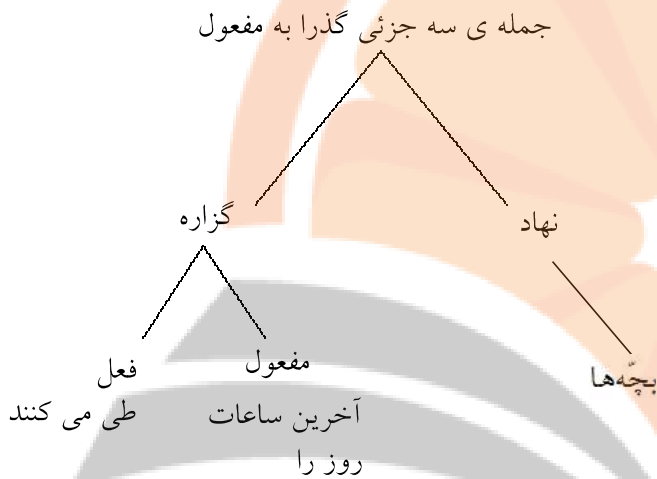 جمله ی سه جزئی گذرا به مفعول
نهاد
گزاره
بچّه‌ها
مفعول
فعل
آخرین ساعات
روز را
طی می کنند